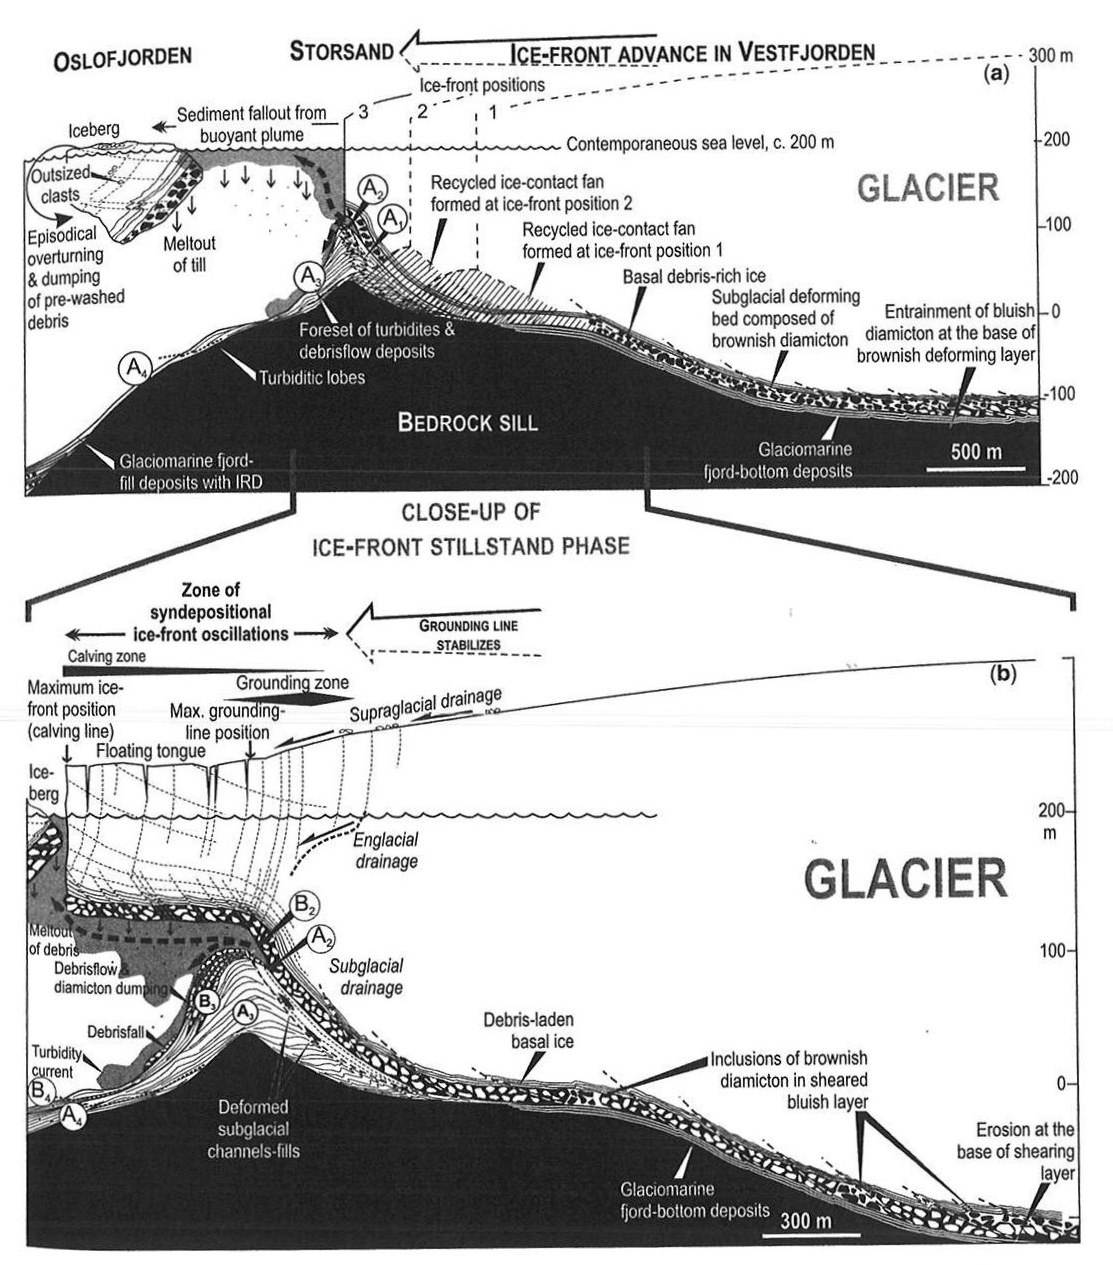 OSLOFJORDEN
STORSAND
ICE-FRONT ADVANCE IN VESTFJORDEN
(a)
300 m
Ice-front positions
3
2
1
Iceberg
Sediment fallout from
buoyant plume
Contemporaneous sea level, c. 200 m
200
Outsized
clasts
GLACIER
A2
A1
Recycled ice-contact fan
formed at ice-front position 2
100
Episodical
overturning
& dumping
of pre-washed
debris
Meltout
of till
Recycled ice-contact fan
formed at ice-front position 1
A3
Basal debris-rich ice
Subglacial deforming
bed composed of
brownish diamicton
Entrainment of bluish
diamicton at the base of
brownish deforming layer
0
Foreset of turbidites &
debrisflow deposits
A4
Turbiditic lobes
-100
BEDROCK SILL
Glaciomarine
fjord-bottom deposits
500 m
Glaciomarine fjord-
fill deposits with IRD
-200
CLOSE-UP OF
ICE-FRONT STILLSTAND PHASE
Zone of
syndepositional
ice-front oscillations
GROUNDING LINE
STABILIZES
Calving zone
(b)
Grounding zone
Maximum ice-
front position
(calving line)
Max. grounding-
line position
Supraglacial drainage
Floating tongue
Ice-
berg
200
m
Englacial
drainage
GLACIER
B2
A2
Meltout
of debris
100
Subglacial
drainage
Debrisflow &
diamicton dumping
B3
A3
Debrisfall
Debris-laden
basal ice
Turbidity
current
Inclusions of brownish
diamicton in sheared
bluish layer
0
B4
A4
Deformed
subglacial
channels-fills
Erosion at the
base of shearing
layer
Glaciomarine
fjord-bottom deposits
300 m